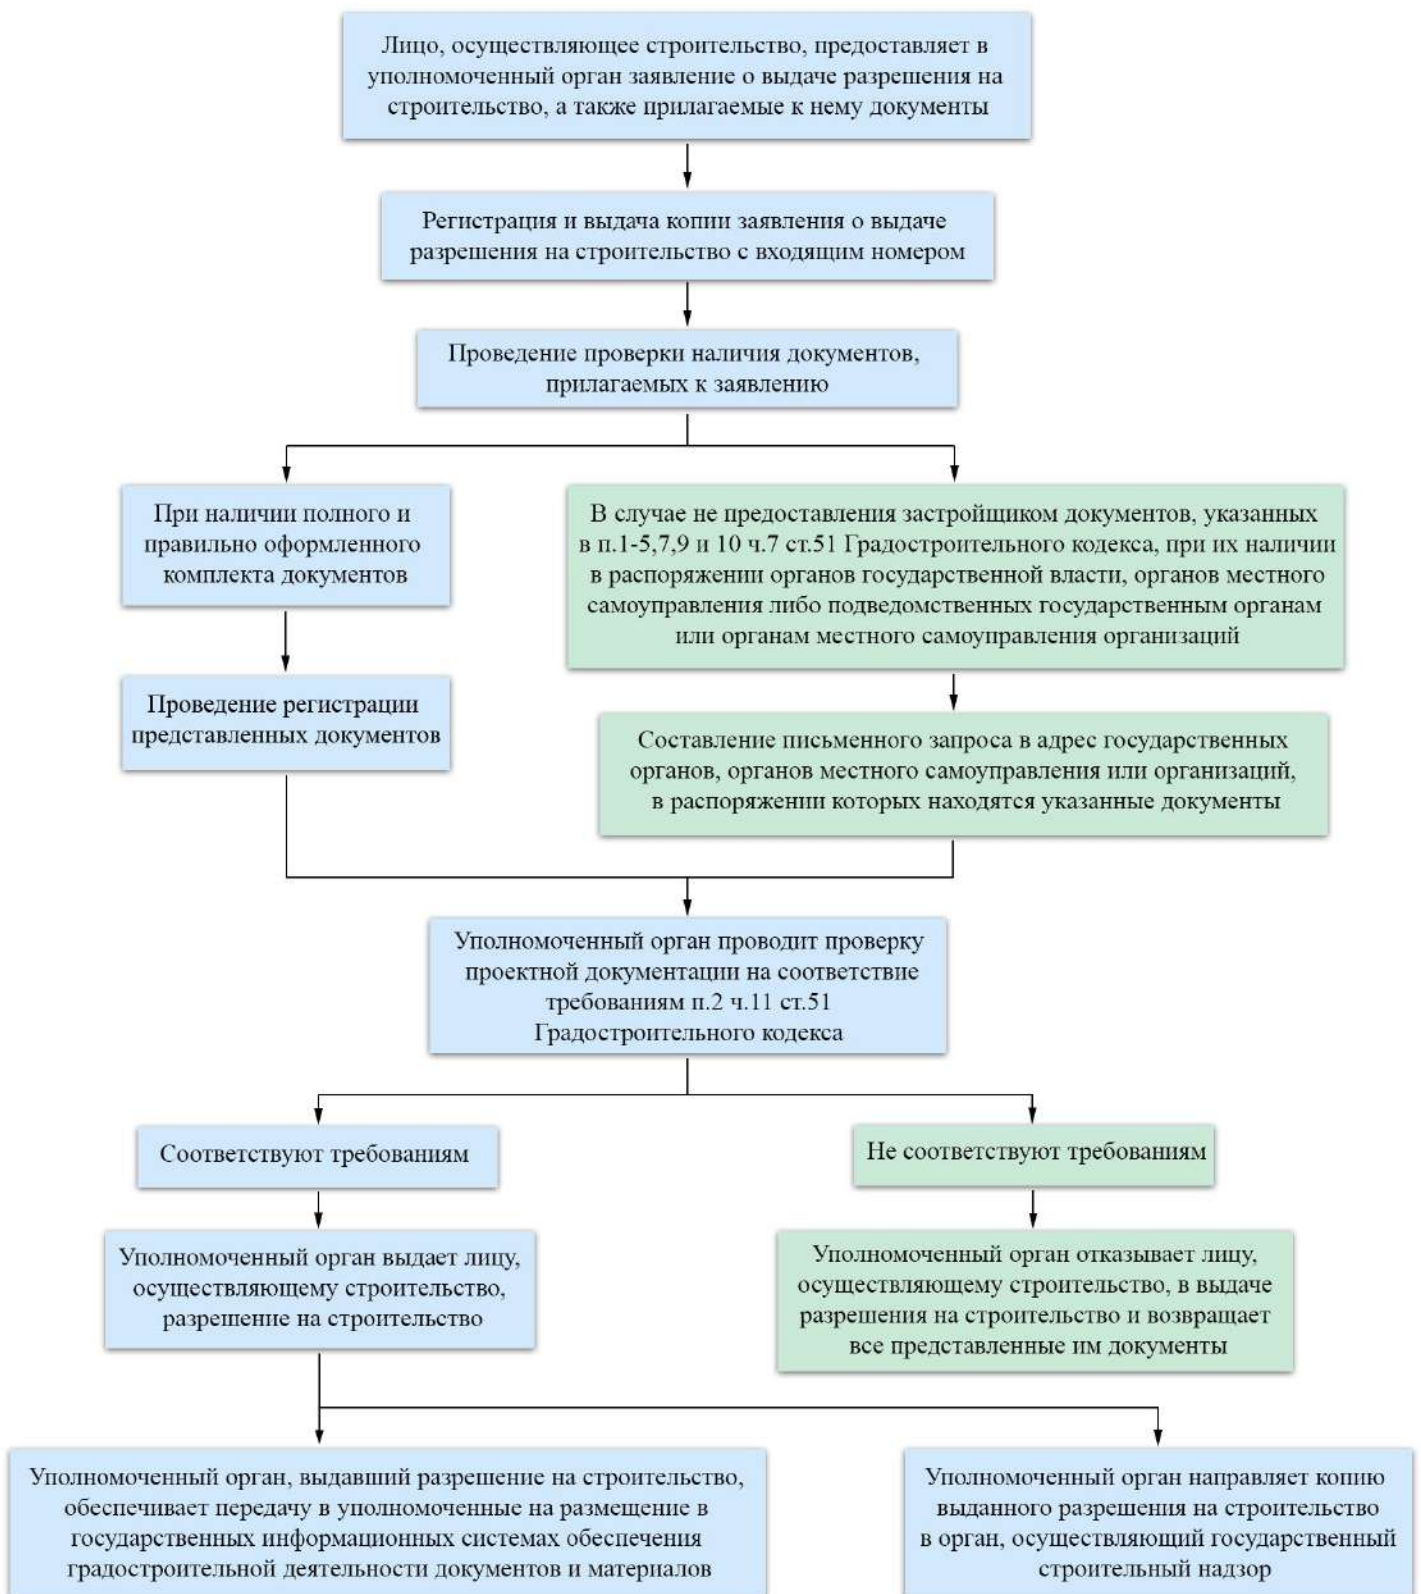 Лицо, осуществляющее строительство, предоставляет в
уполномоченный орган заявление о выдаче разрешения на
строительство, а также прилагаемые к нему документы
Регистрация и выдача копии заявления о выдаче
разрешения на строительство с входящим номером
Проведение проверки наличия документов,
прилагаемых к заявлению
При наличии полного и
правильно оформленного
комплекта документов
В случае не предоставления застройщиком документов, указанных
в п.1-5,7,9 и 10 ч.7 ст.51 Градостроительного кодекса, при их наличии
в распоряжении органов государственной власти, органов местного
самоуправления либо подведомственных государственным органам
или органам местного самоуправления организаций
Проведение регистрации
представленных документов
Составление письменного запроса в адрес государственных
органов, органов местного самоуправления или организаций,
в распоряжении которых находятся указанные документы
Уполномоченный орган проводит проверку
проектной документации на соответствие
требованиям п.2 ч.11 ст.51
Градостроительного кодекса
Соответствуют требованиям
Не соответствуют требованиям
Уполномоченный орган выдает лицу,
осуществляющему строительство,
разрешение на строительство
Уполномоченный орган отказывает лицу,
осуществляющему строительство, в выдаче
разрешения на строительство и возвращает
все представленные им документы
Уполномоченный орган, выдавший разрешение на строительство,
обеспечивает передачу в уполномоченные на размещение в
государственных информационных системах обеспечения
градостроительной деятельности документов и материалов
Уполномоченный орган направляет копию
выданного разрешения на строительство
в орган, осуществляющий государственный
строительный надзор